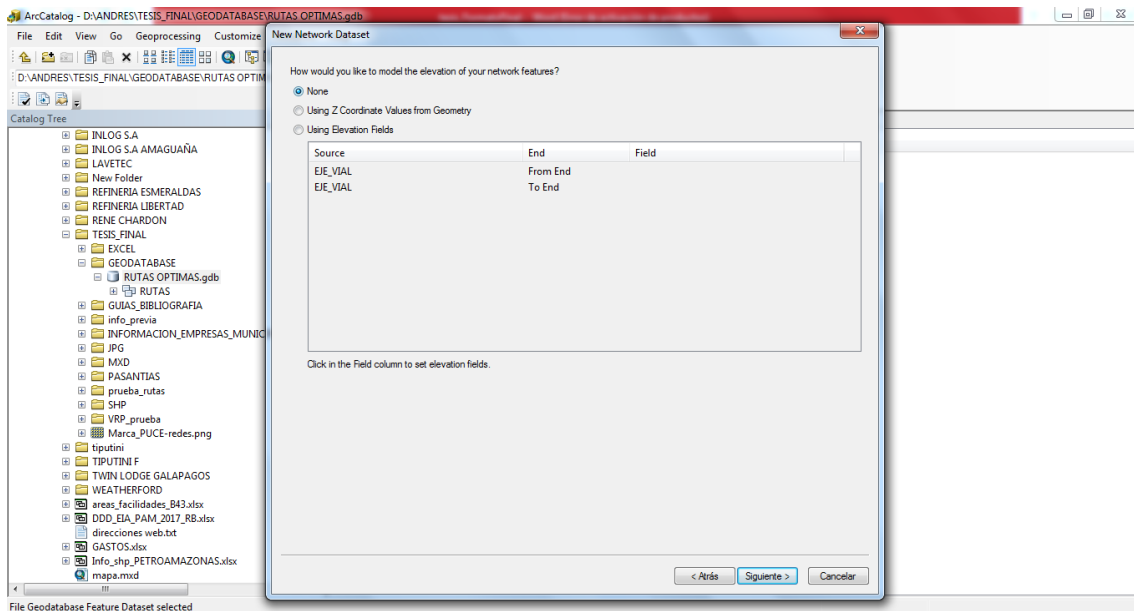 ArcCatalog - D:\ANDRES\TESIS_FINAL\GEODATABASE\RUTAS OPTIMAS.gdb
File Edit View Go Geoprocessing Customize
D:\ANDRES\TESIS_FINAL\GEODATABASE\RUTAS OPTIM
Catalog Tree
INLOG S.A
INLOG S.A AMAGUAÑA
LAVETEC
New Folder
REFINERIA ESMERALDAS
REFINERIA LIBERTAD
RENE CHARDON
TESIS_FINAL
EXCEL
GEODATABASE
RUTAS OPTIMAS.gdb
RUTAS
GUIAS_BIBLIOGRAFIA
info_previa
INFORMACION_EMPRESAS_MUNIC
JPG
MXD
PASANTIAS
prueba_rutas
SHP
VRP_prueba
Marca_PUCE-redes.png
tiputini
TIPUTINI F
TWIN LODGE GALAPAGOS
WEATHERFORD
areas_facilidades_B43.xlsx
DDD_EIA_PAM_2017_RB.xlsx
direcciones web.txt
GASTOS.xlsx
Info_shp_PETROAMAZONAS.xlsx
mapa.mxd
File Geodatabase Feature Dataset selected
New Network Dataset
How would you like to model the elevation of your network features?
None
Using Z Coordinate Values from Geometry
Using Elevation Fields
Source End Field
EJE_VIAL From End
EJE_VIAL To End
Click in the Field column to set elevation fields.
< Atrás Siguiente > Cancelar